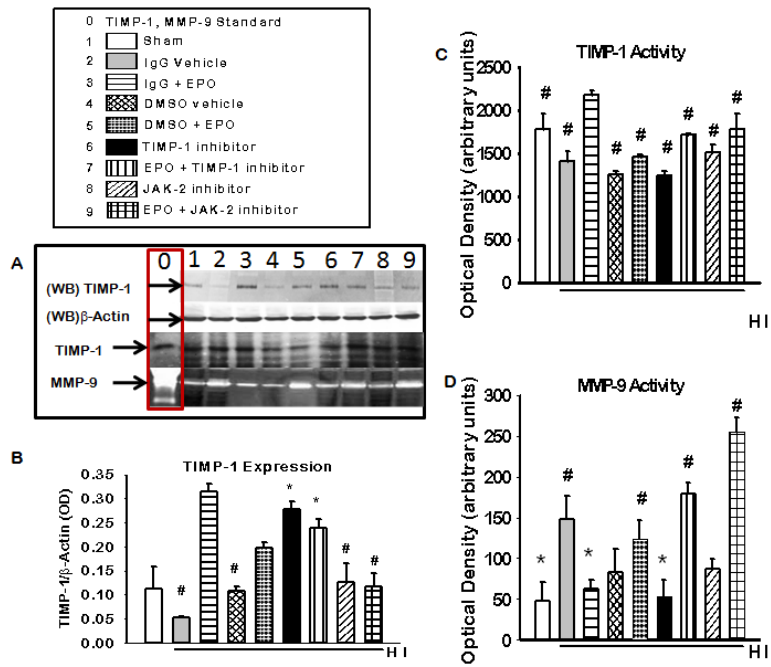 0 TIMP-1, MMP-9 Standard
1 Sham
2 IgG Vehicle
3 IgG + EPO
4 DMSO vehicle
5 DMSO + EPO
6 TIMP-1 inhibitor
7 EPO + TIMP-1 inhibitor
8 JAK-2 inhibitor
9 EPO + JAK-2 inhibitor
A
0 1 2 3 4 5 6 7 8 9
(WB) TIMP-1
(WB)β-Actin
TIMP-1
MMP-9
B
TIMP-1 Expression
TIMP-1/β-Actin (OD)
0.35
0.30
0.25
0.20
0.15
0.10
0.05
0.00
# # * * # #
HI
C
TIMP-1 Activity
Optical Density (arbitrary units)
2500
2000
1500
1000
500
0
# # # # # # # #
HI
D
MMP-9 Activity
Optical Density (arbitrary units)
300
250
200
150
100
50
0
* # * # * # #
HI